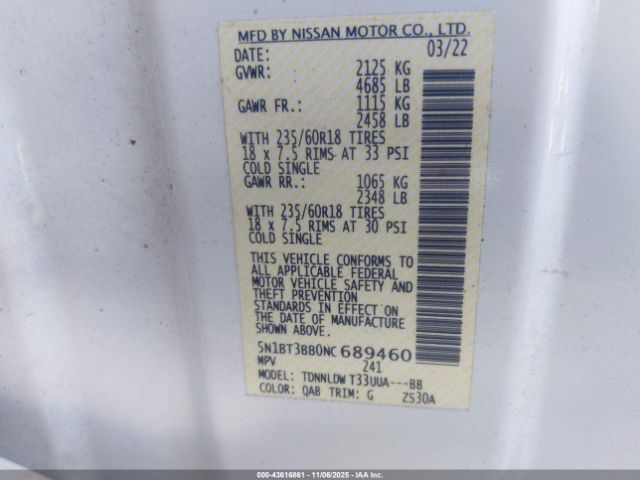 MFD BY NISSAN MOTOR CO., LTD.
DATE: 03/22
GVWR: 2125 KG
4685 LB
GAWR FR.: 1115 KG
2458 LB
WITH 235/60R18 TIRES
18 x 7.5 RIMS AT 33 PSI
COLD SINGLE
GAWR RR.: 1065 KG
2348 LB
WITH 235/60R18 TIRES
18 x 7.5 RIMS AT 30 PSI
COLD SINGLE
THIS VEHICLE CONFORMS TO
ALL APPLICABLE FEDERAL
MOTOR VEHICLE SAFETY AND
THEFT PREVENTION
STANDARDS IN EFFECT ON
THE DATE OF MANUFACTURE
SHOWN ABOVE.
5N1BT3BB0NC 689460
MPV 241
MODEL: TDNNLDW T33UUA---BB
COLOR: QAB TRIM: G ZS30A
000-43616861 - 11/06/2025 - IAA Inc.